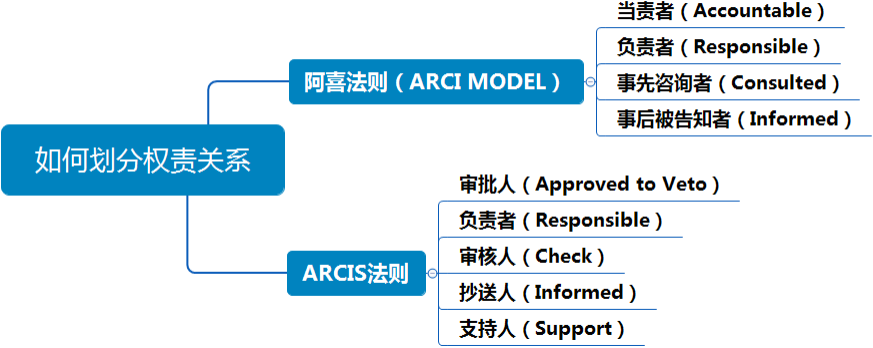 如何划分权责关系
阿喜法则（ARCI MODEL）
当责者（Accountable）
负责者（Responsible）
事先咨询者（Consulted）
事后被告知者（Informed）
ARCIS法则
审批人（Approved to Veto）
负责者（Responsible）
审核人（Check）
抄送人（Informed）
支持人（Support）